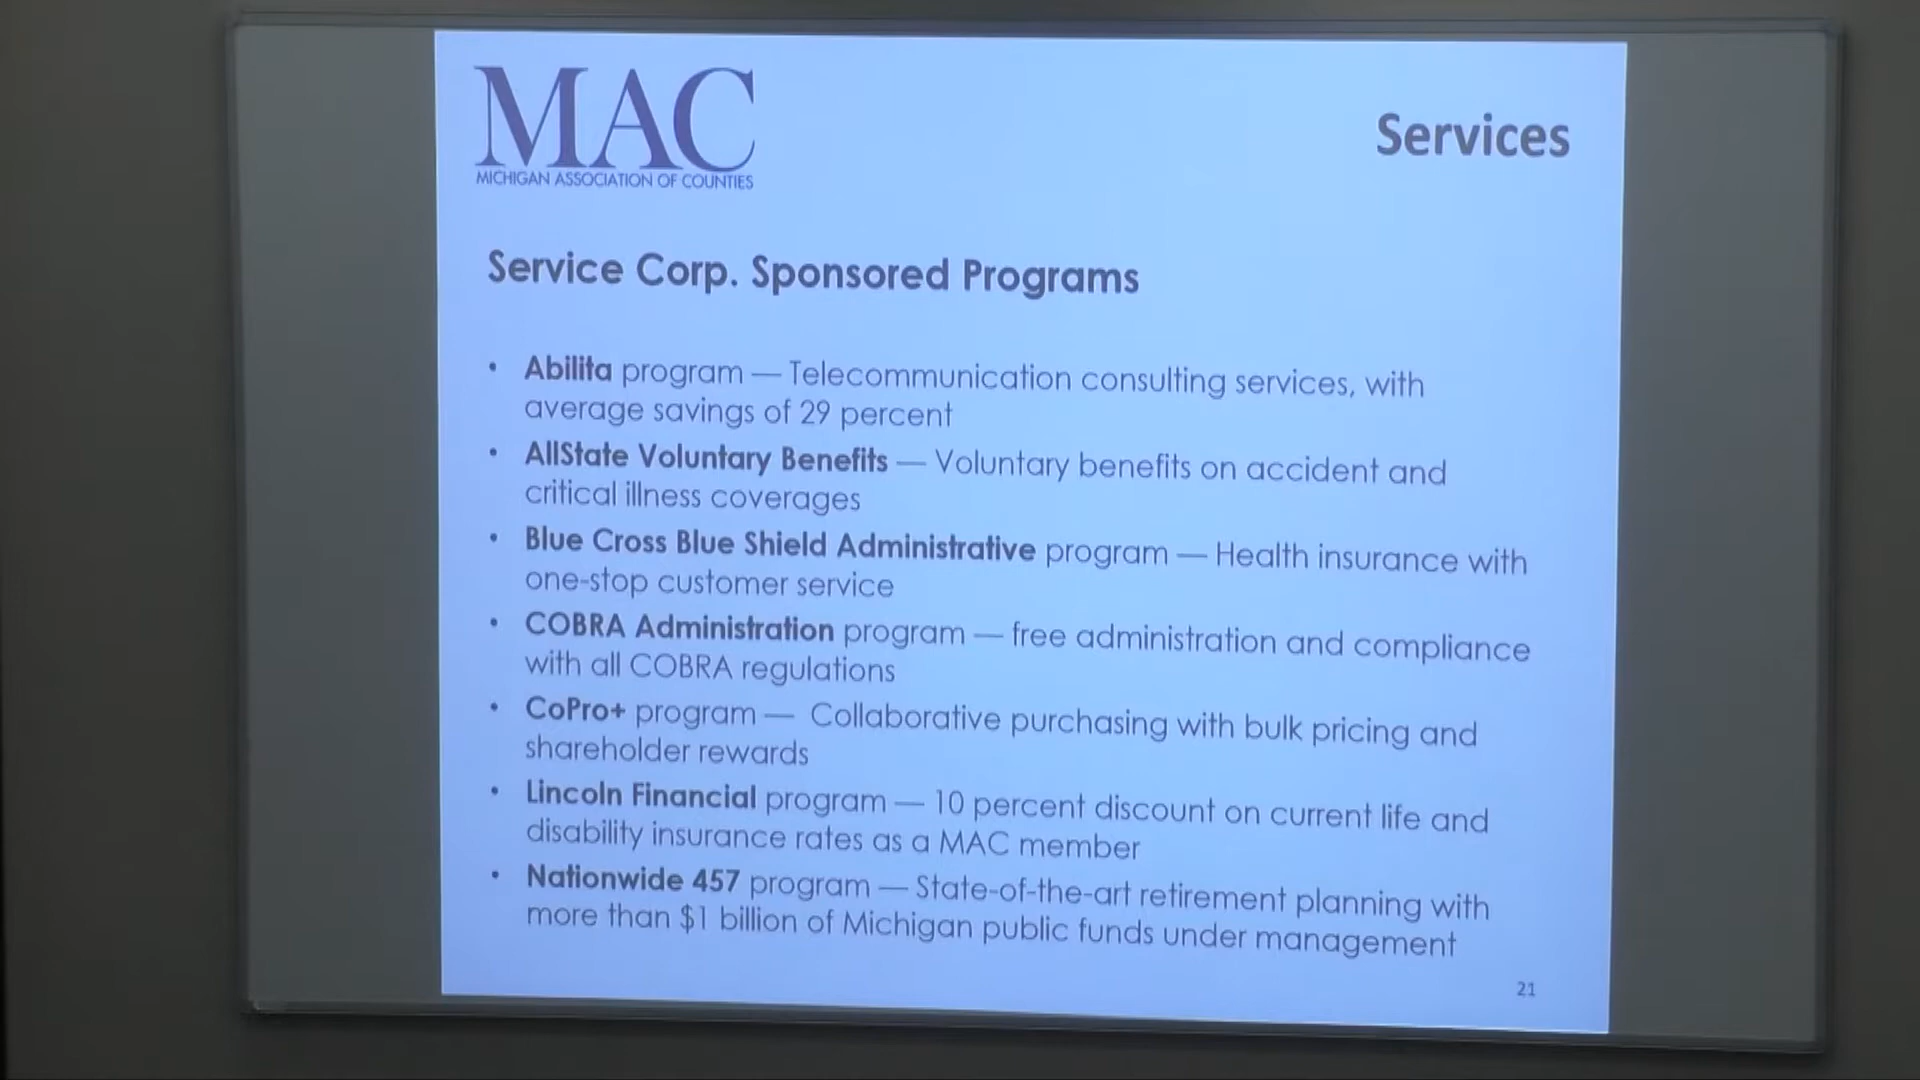 MAC
MICHIGAN ASSOCIATION OF COUNTIES
Services
Service Corp. Sponsored Programs
• Abilita program — Telecommunication consulting services, with
average savings of 29 percent
• AllState Voluntary Benefits — Voluntary benefits on accident and
critical illness coverages
• Blue Cross Blue Shield Administrative program — Health insurance with
one-stop customer service
• COBRA Administration program — free administration and compliance
with all COBRA regulations
• CoPro+ program — Collaborative purchasing with bulk pricing and
shareholder rewards
• Lincoln Financial program — 10 percent discount on current life and
disability insurance rates as a MAC member
• Nationwide 457 program — State-of-the-art retirement planning with
more than $1 billion of Michigan public funds under management
21